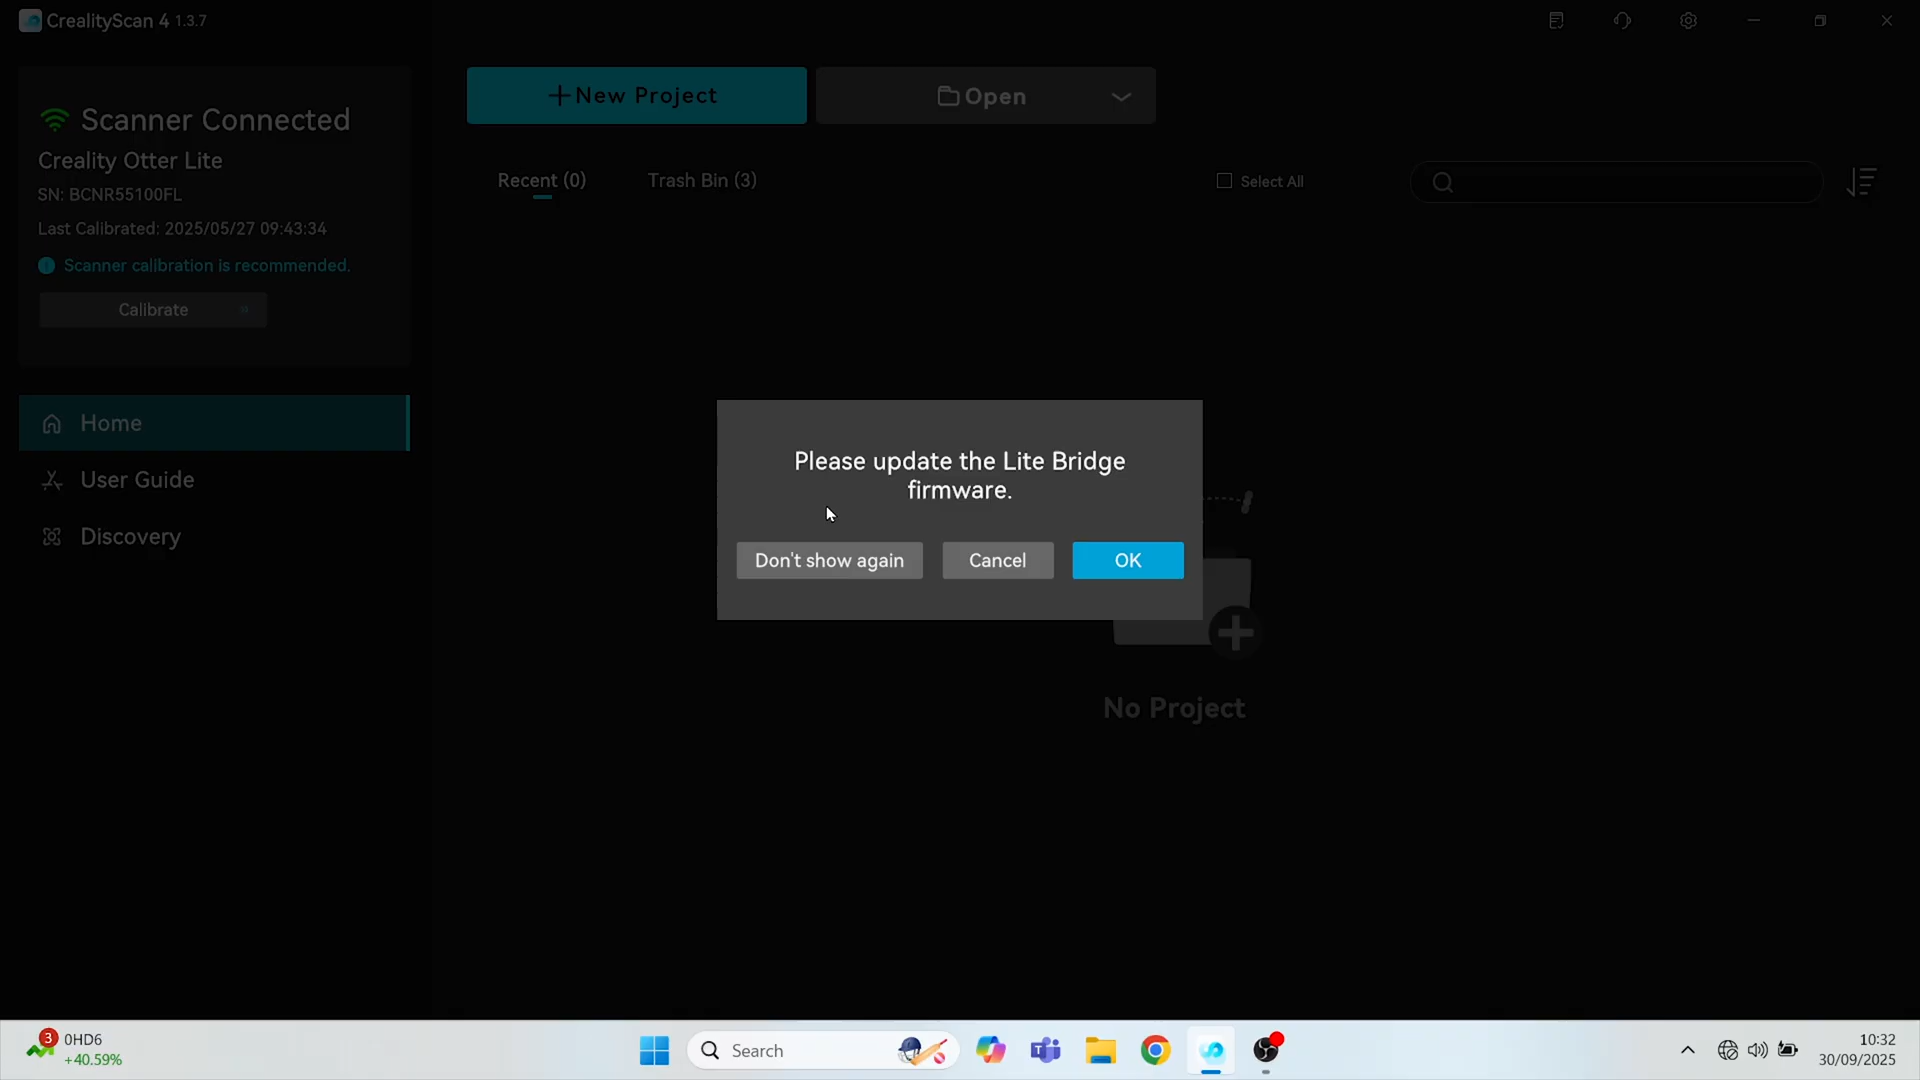 CrealityScan 4 1.3.7
Scanner Connected
Creality Otter Lite
SN: BCNR55100FL
Last Calibrated: 2025/05/27 09:43:34
Scanner calibration is recommended.
Calibrate »
Home
User Guide
Discovery
New Project
Open
Recent (0)
Trash Bin (3)
Select All
Please update the Lite Bridge
firmware.
Don't show again
Cancel
OK
No Project
3
0HD6
+40.59%
Search
10:32
30/09/2025